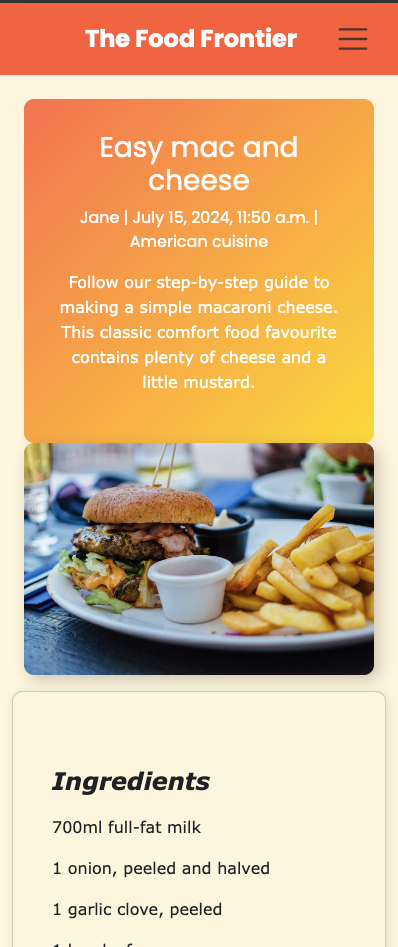 The Food Frontier
Easy mac and
cheese
Jane | July 15, 2024, 11:50 a.m. |
American cuisine
Follow our step-by-step guide to
making a simple macaroni cheese.
This classic comfort food favourite
contains plenty of cheese and a
little mustard.
Ingredients
700ml full-fat milk
1 onion, peeled and halved
1 garlic clove, peeled